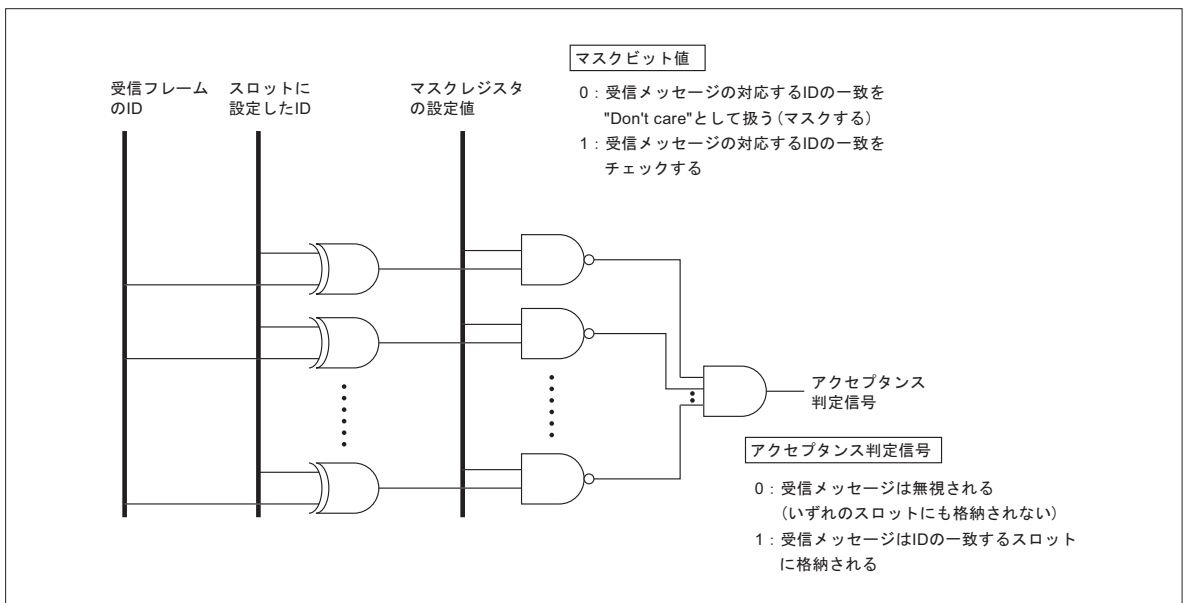 受信フレーム
のID
スロットに
設定したID
マスクレジスタ
の設定値
マスクビット値
0：受信メッセージの対応するIDの一致を
"Don't care"として扱う（マスクする）
1：受信メッセージの対応するIDの一致を
チェックする
アクセプタンス
判定信号
アクセプタンス判定信号
0：受信メッセージは無視される
（いずれのスロットにも格納されない）
1：受信メッセージはIDの一致するスロット
に格納される